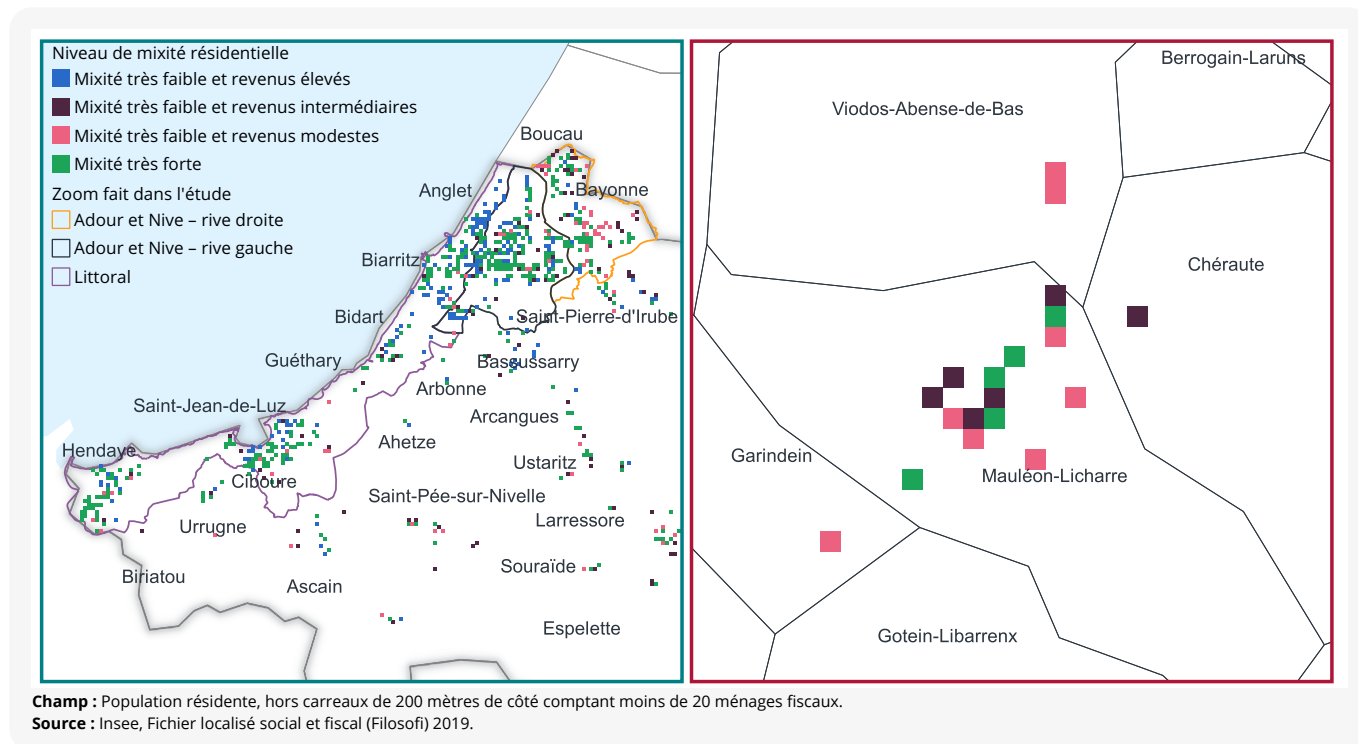 Niveau de mixité résidentielle
Mixité très faible et revenus élevés
Mixité très faible et revenus intermédiaires
Mixité très faible et revenus modestes
Mixité très forte
Zoom fait dans l'étude
Adour et Nive – rive droite
Adour et Nive – rive gauche
Littoral
Boucau
Anglet
Bayonne
Biarritz
Bidart
Saint-Pierre-d'Irube
Guéthary
Bassussarry
Arbonne
Saint-Jean-de-Luz
Arcangues
Ahetze
Hendaye
Ustaritz
Ciboure
Saint-Pée-sur-Nivelle
Urrugne
Larressore
Biriatou
Souraïde
Ascain
Espelette
Berrogain-Laruns
Viodos-Abense-de-Bas
Chéraute
Garindein
Mauléon-Licharre
Gotein-Libarrenx
Champ : Population résidente, hors carreaux de 200 mètres de côté comptant moins de 20 ménages fiscaux.
Source : Insee, Fichier localisé social et fiscal (Filosofi) 2019.